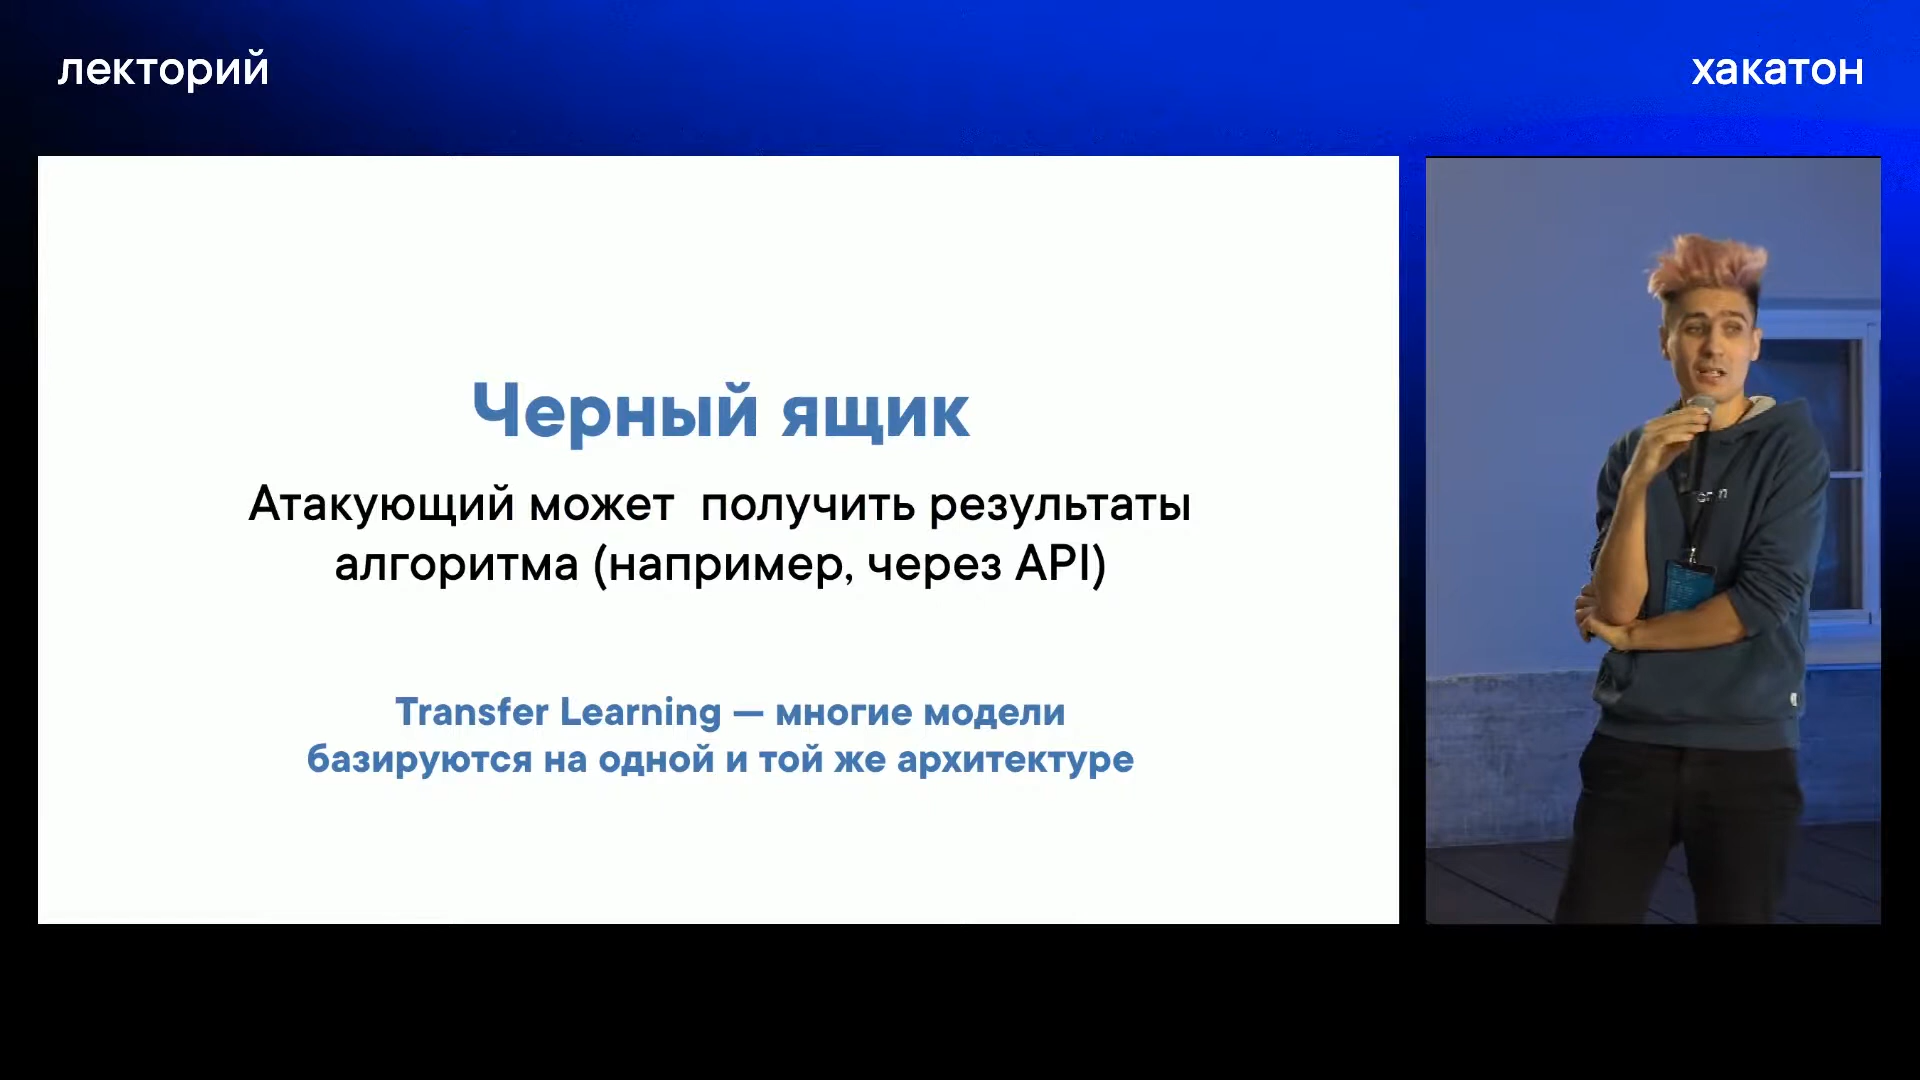 лекторий
хакатон
Черный ящик
Атакующий может получить результаты
алгоритма (например, через API)
Transfer Learning — многие модели
базируются на одной и той же архитектуре